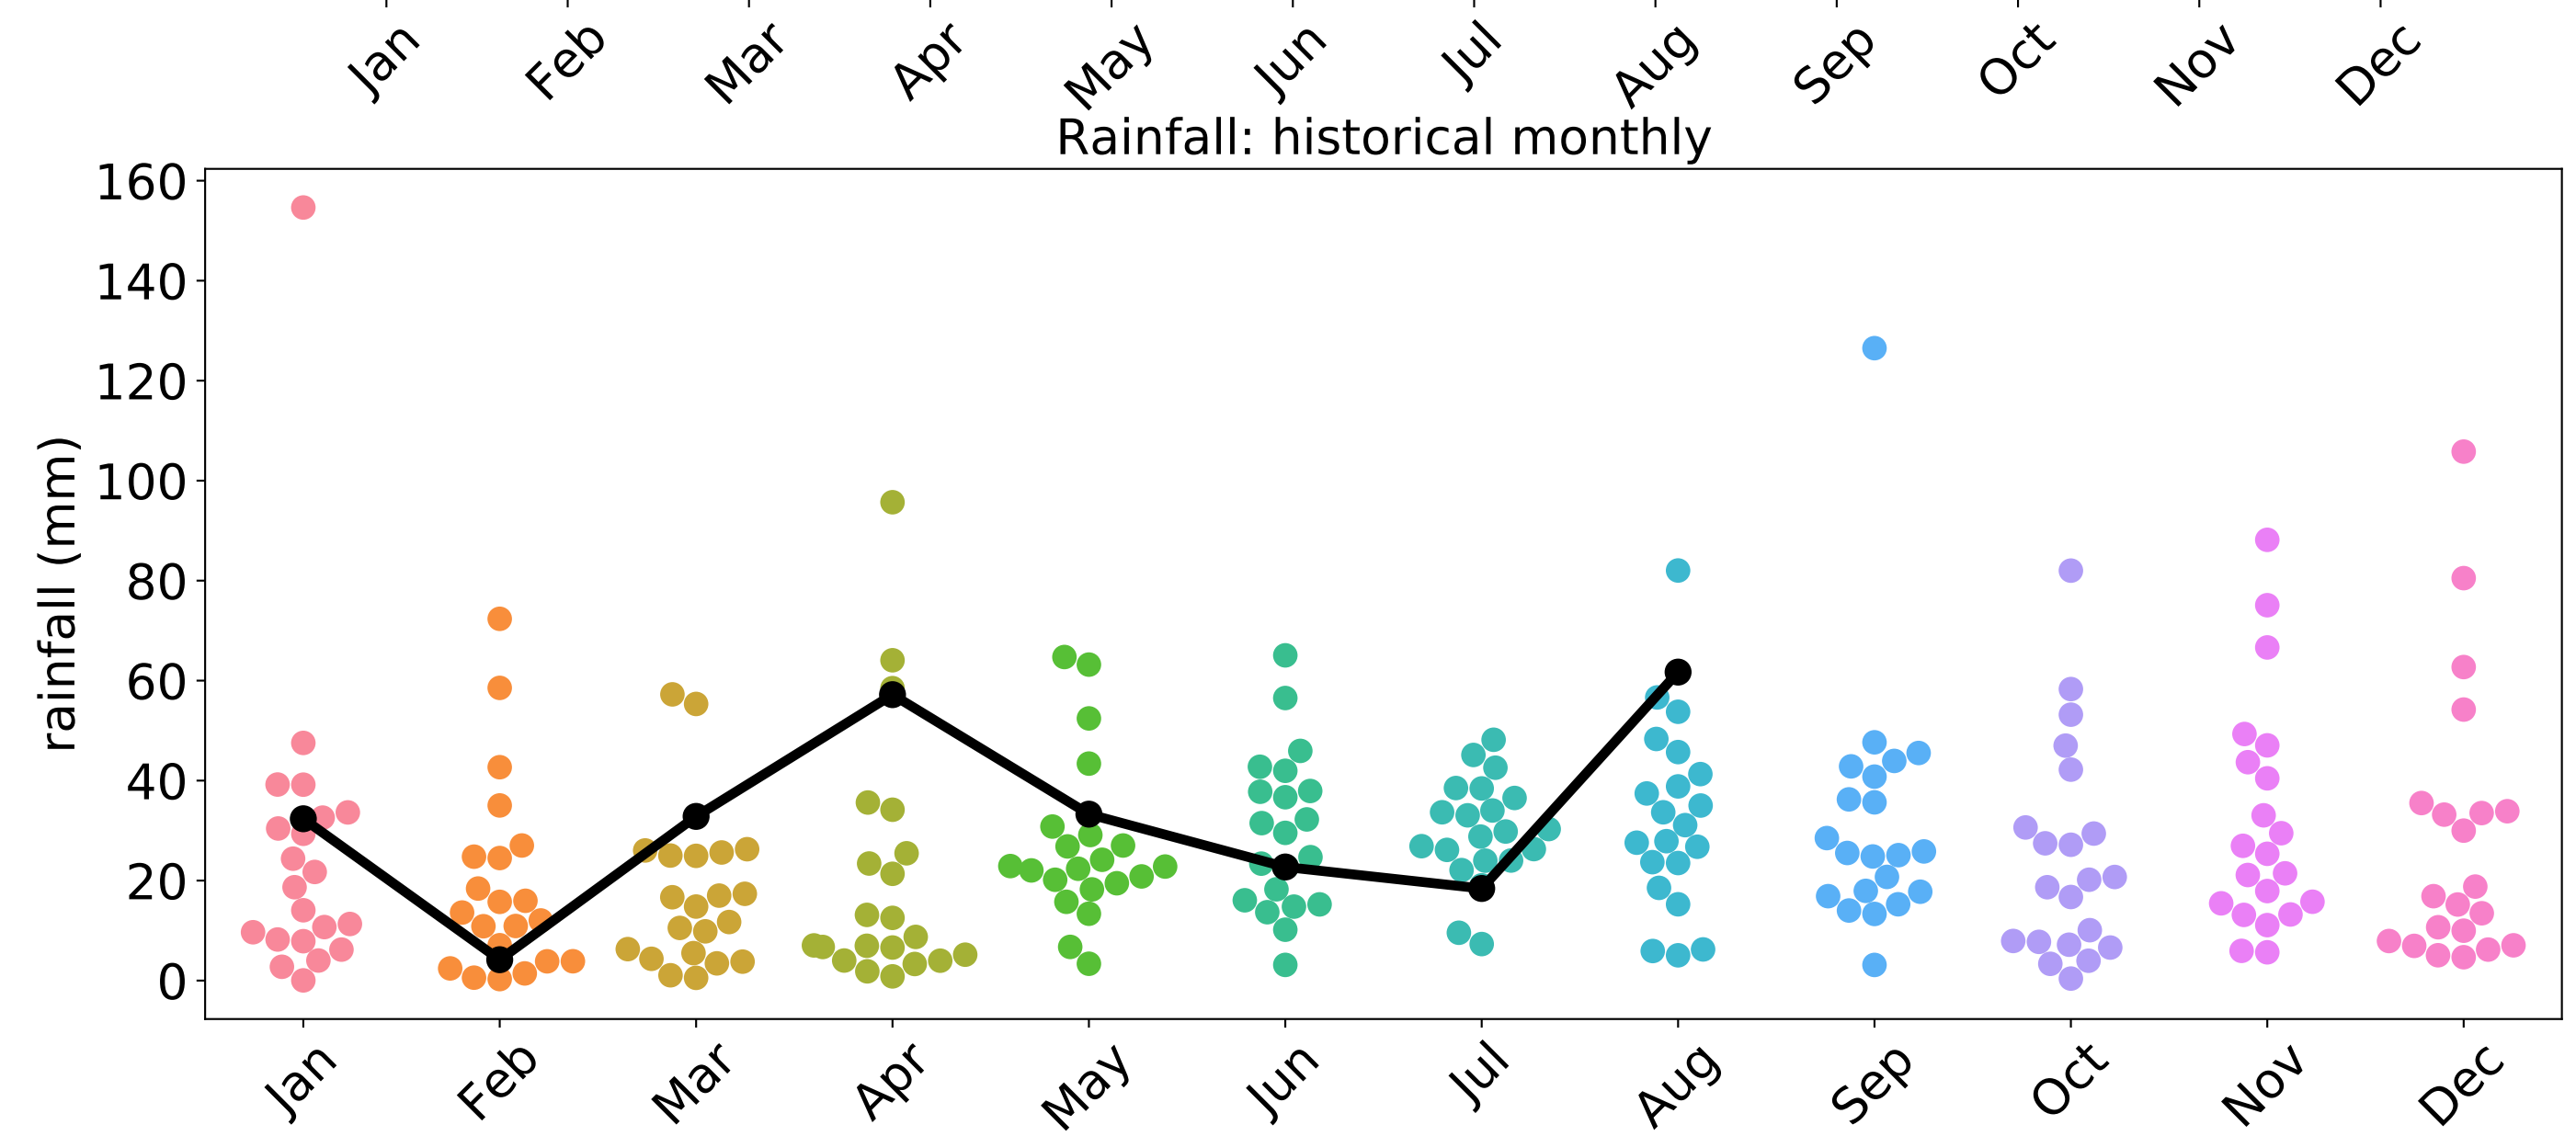 Jan Feb Mar Apr May Jun Jul Aug Sep Oct Nov Dec
Rainfall: historical monthly
rainfall (mm)
160
140
120
100
80
60
40
20
0
Jan Feb Mar Apr May Jun Jul Aug Sep Oct Nov Dec